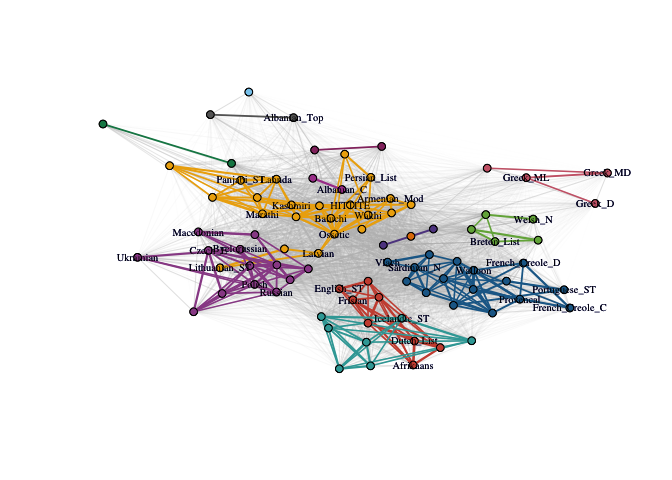 Albanian_Top
Greek_MD
Greek_ML
Persian_List
Panjabi_ST
Lahnda
Albanian_C
Armenian_Mod
Greek_D
Kashmiri
HITTITE
Marathi
Baluchi
Wakhi
Welsh_N
Macedonian
Ossetic
Breton_List
Czech_E
Byelorussian
Latvian
Ukrainian
Vlach
French_Creole_D
Lithuanian_ST
Sardinian_N
Walloon
Polish
English_ST
Portuguese_ST
Russian
Frisian
Provencal
French_Creole_C
Icelandic_ST
Dutch_List
Afrikaans